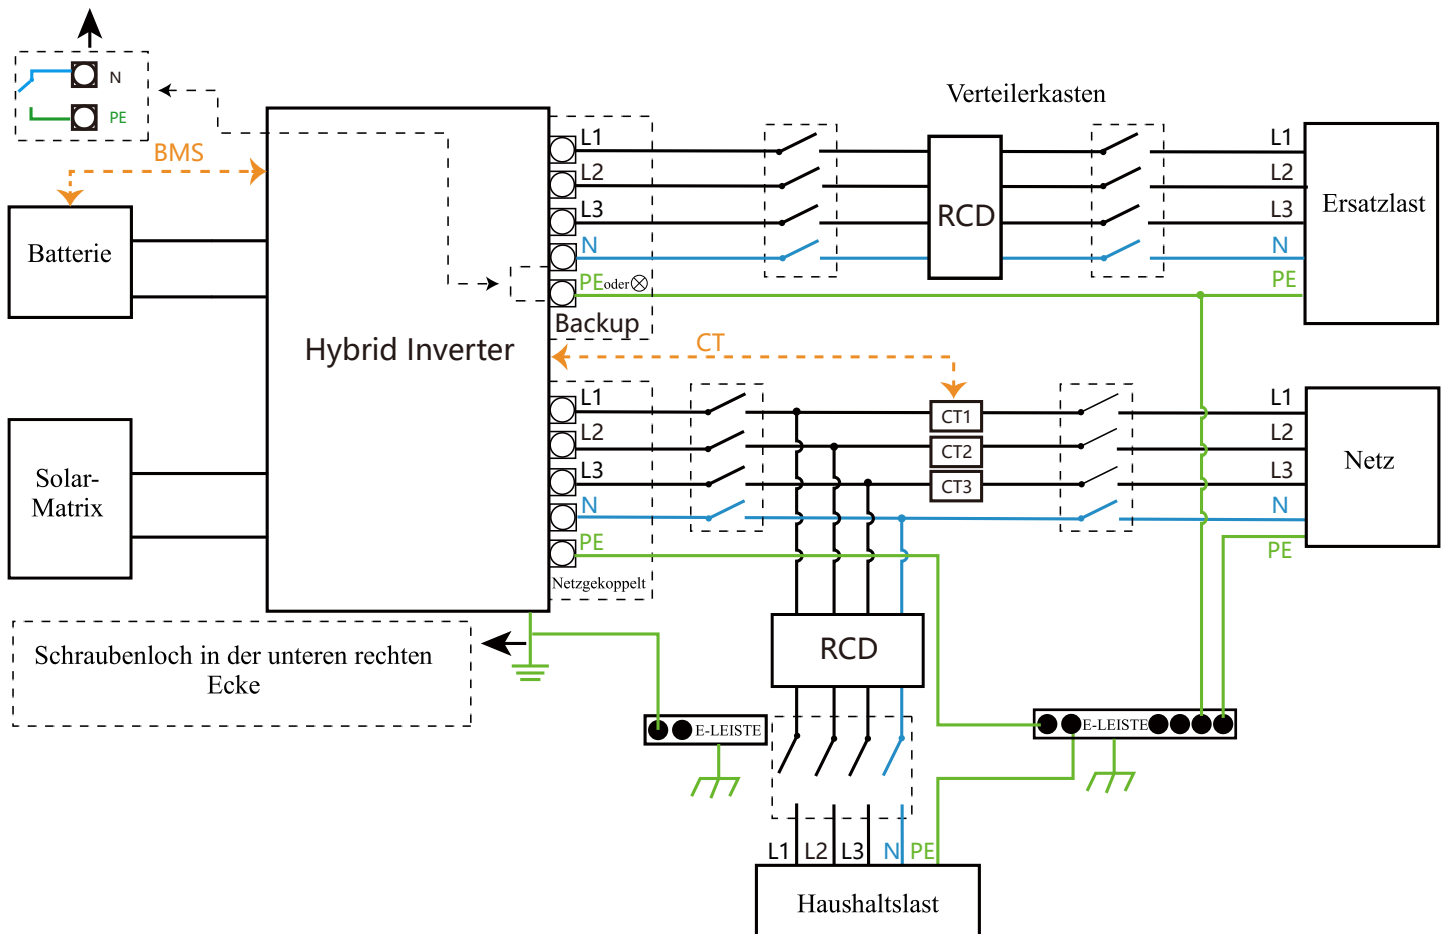 N
PE
BMS
Batterie
Solar-
Matrix
Hybrid Inverter
Schraubenloch in der unteren rechten
Ecke
L1
L2
L3
N
PE oder
Backup
Verteilerkasten
RCD
L1
L2
L3
N
PE
Ersatzlast
CT
L1
L2
L3
N
PE
Netzgekoppelt
CT1
CT2
CT3
L1
L2
L3
N
PE
Netz
RCD
E-LEISTE
E-LEISTE
L1 L2 L3 N PE
Haushaltslast